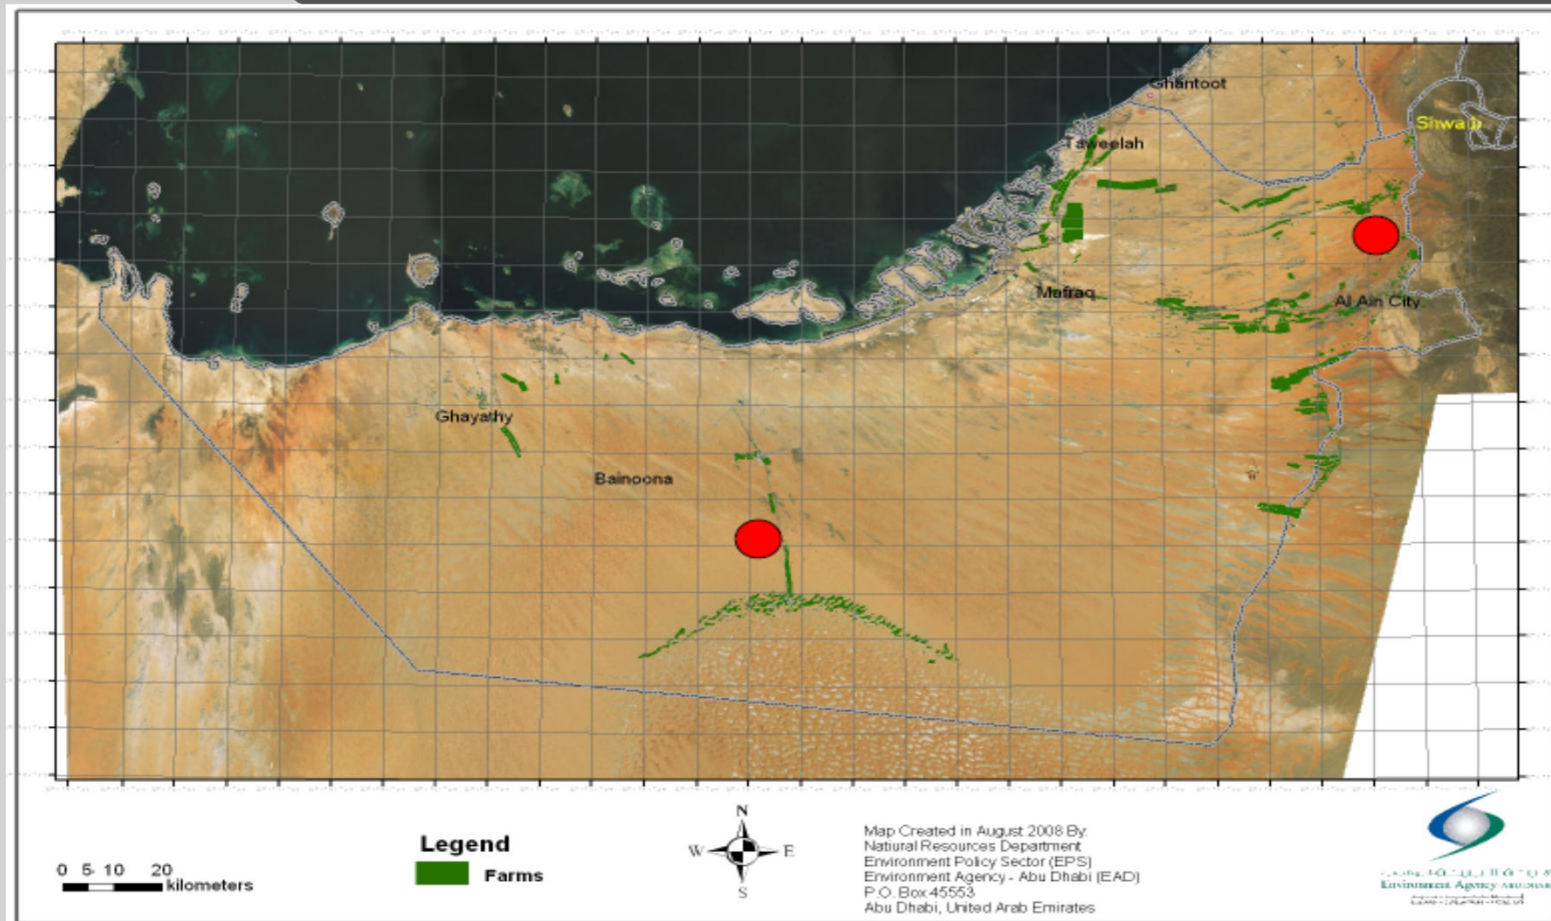 Ghantoot
Shwaib
Taweelah
Mafraq
Al Ain City
Ghayathy
Bainoona
0 5 10 20
kilometers
Legend
Farms
N
W E
S
Map Created in August 2008 By:
Natural Resources Department
Environment Policy Sector (EPS)
Environment Agency - Abu Dhabi (EAD)
P.O. Box 45553
Abu Dhabi, United Arab Emirates
Environment Agency